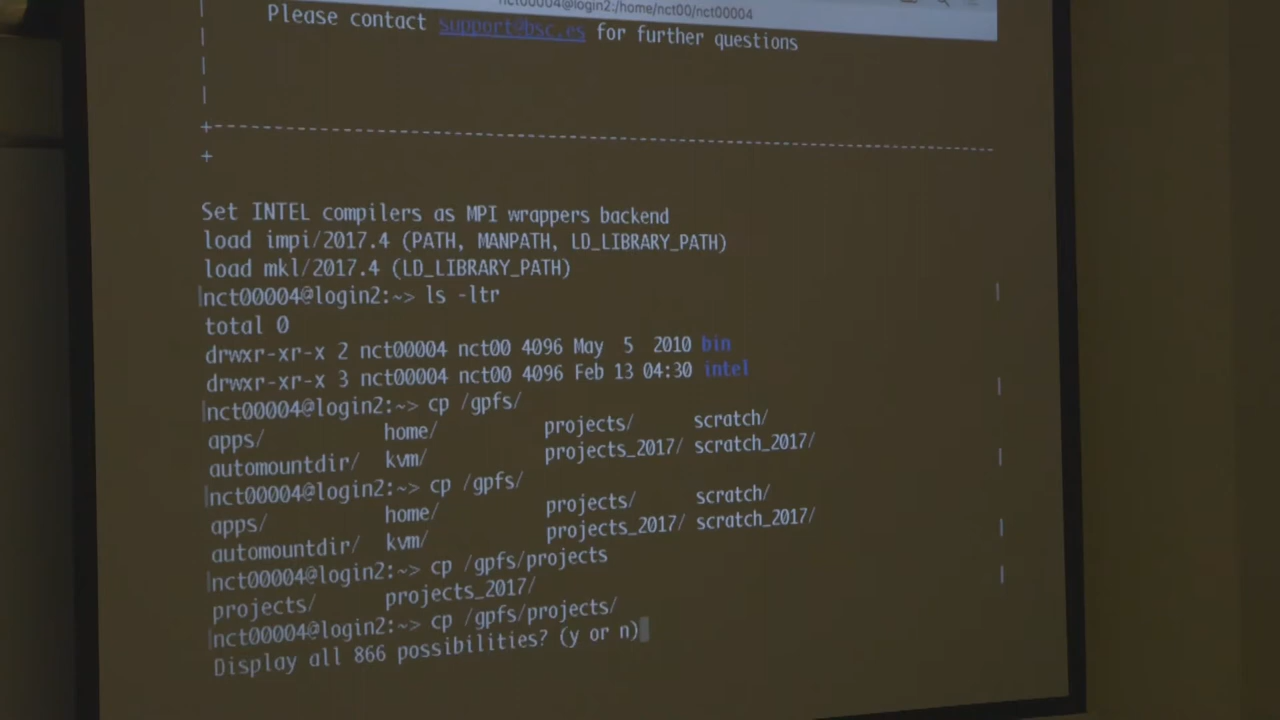 nct00004@login2:/home/nct00/nct00004
Please contact support@bsc.es for further questions
+
Set INTEL compilers as MPI wrappers backend
load impi/2017.4 (PATH, MANPATH, LD_LIBRARY_PATH)
load mkl/2017.4 (LD_LIBRARY_PATH)
nct00004@login2:~> ls -ltr
total 0
drwxr-xr-x 2 nct00004 nct00 4096 May 5 2010 bin
drwxr-xr-x 3 nct00004 nct00 4096 Feb 13 04:30 intel
nct00004@login2:~> cp /gpfs/
apps/ home/ projects/ scratch/
automountdir/ kvm/ projects_2017/ scratch_2017/
nct00004@login2:~> cp /gpfs/
apps/ home/ projects/ scratch/
automountdir/ kvm/ projects_2017/ scratch_2017/
nct00004@login2:~> cp /gpfs/projects
projects/ projects_2017/
nct00004@login2:~> cp /gpfs/projects/
Display all 866 possibilities? (y or n)